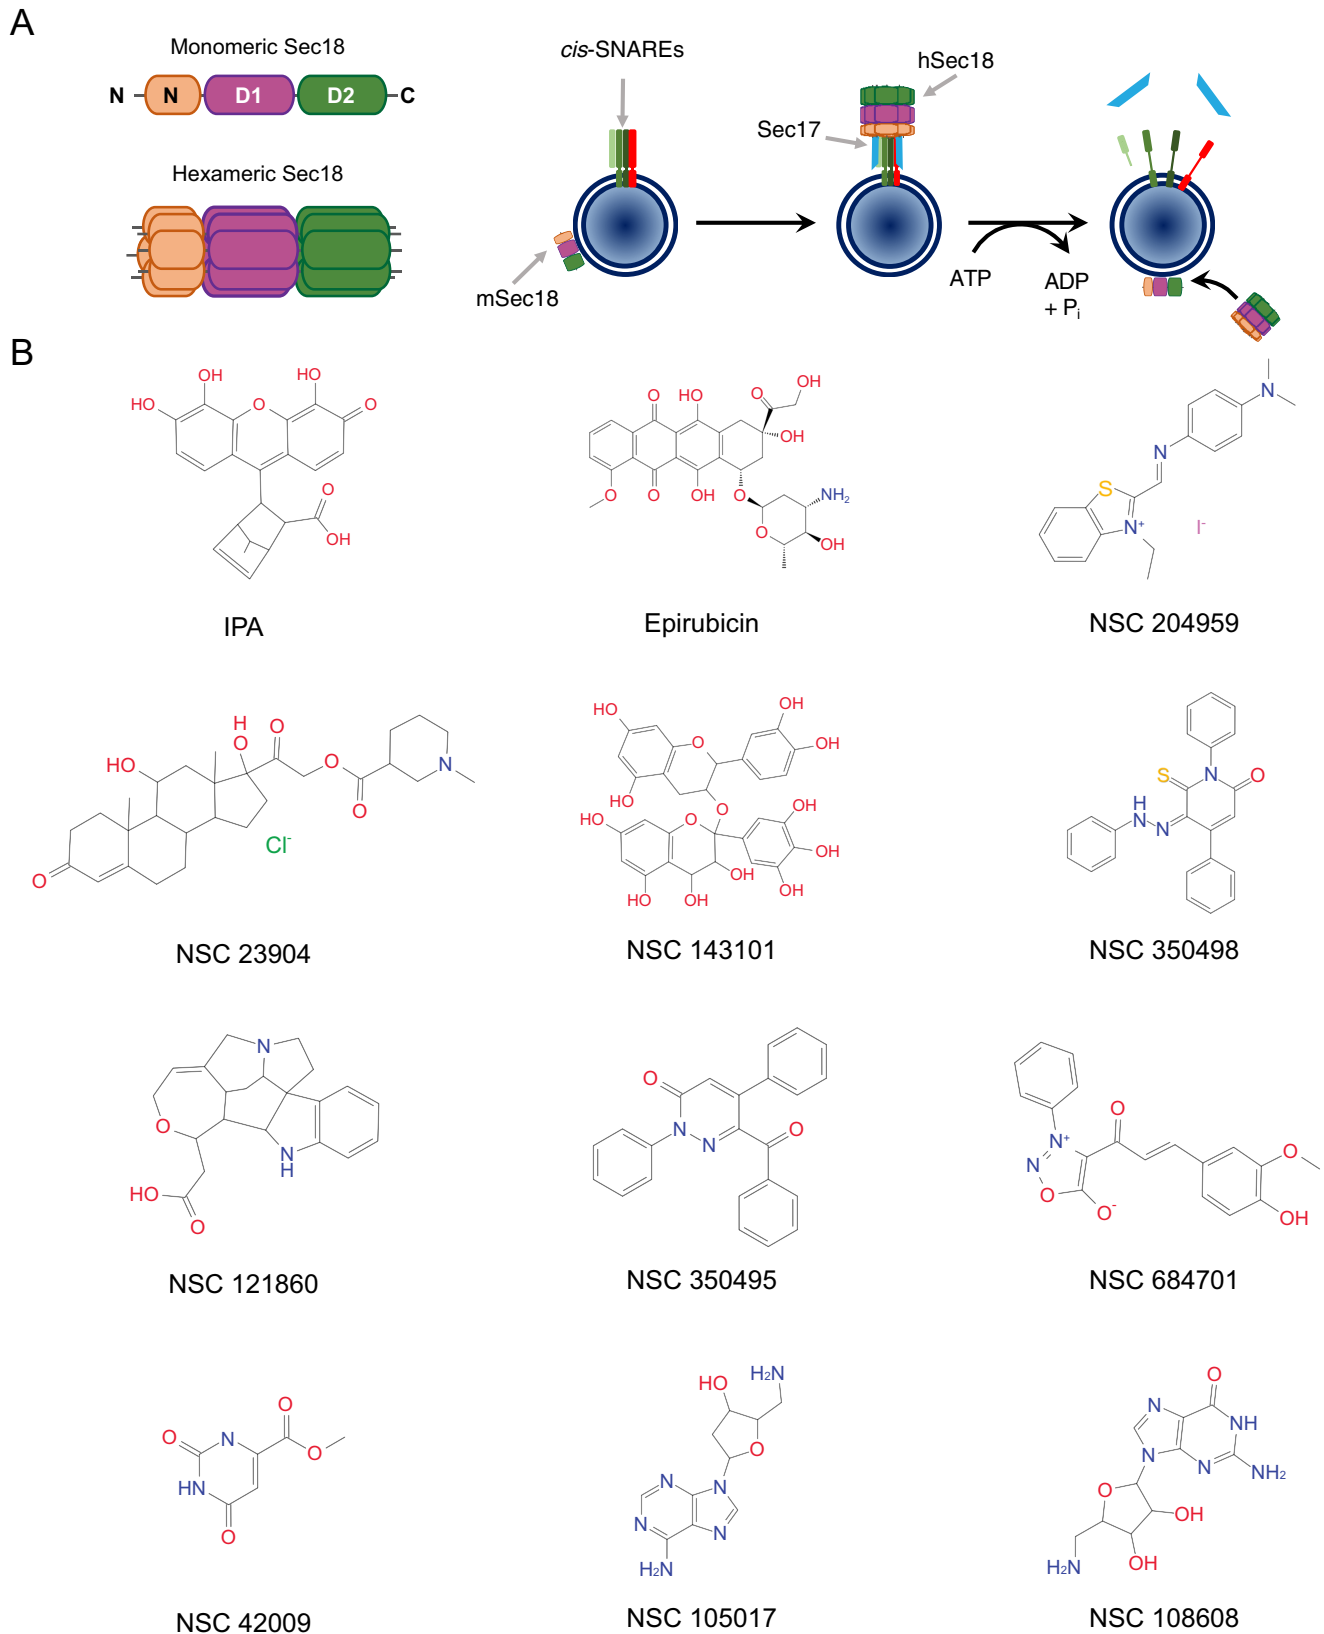 A
Monomeric Sec18
N N D1 D2 C
Hexameric Sec18
cis-SNAREs
hSec18
Sec17
mSec18
ATP
ADP
+ Pi
B
OH
OH
HO
O
O
O
OH
IPA
OH
O
HO
O
OH
O
O
OH
O
NH2
O
OH
Epirubicin
N
N
S
N+
I-
NSC 204959
H
O
O
HO
O
N
O
Cl-
O
NSC 23904
OH
HO
O
OH
HO
O
OH
HO
O
OH
OH
OH
HO
OH
NSC 143101
S
N
O
H
N
N
NSC 350498
N
O
N
H
HO
O
NSC 121860
O
N
N
O
NSC 350495
O
N+
N
O
O
O-
OH
NSC 684701
O
O
N
O
HN
O
NSC 42009
H2N
HO
O
N
N
N
N
H2N
NSC 105017
O
N
NH
N
N
NH2
O
OH
H2N
OH
NSC 108608